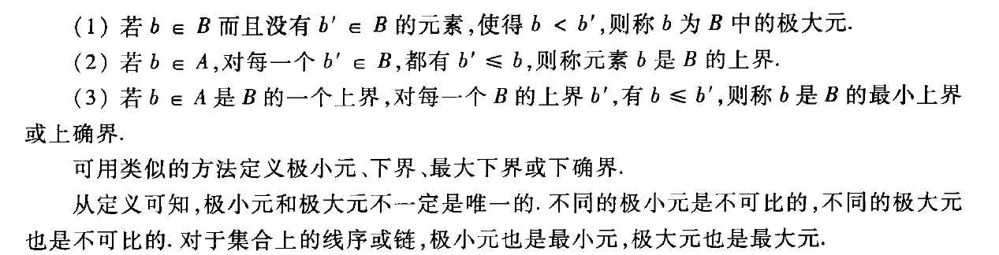 (1) 若 b ∈ B 而且没有 b′ ∈ B 的元素,使得 b < b′,则称 b 为 B 中的极大元.
(2) 若 b ∈ A,对每一个 b′ ∈ B,都有 b′ ≤ b,则称元素 b 是 B 的上界.
(3) 若 b ∈ A 是 B 的一个上界,对每一个 B 的上界 b′,有 b ≤ b′,则称 b 是 B 的最小上界
或上确界.
可用类似的方法定义极小元、下界、最大下界或下确界.
从定义可知,极小元和极大元不一定是唯一的. 不同的极小元是不可比的,不同的极大元
也是不可比的. 对于集合上的线序或链,极小元也是最小元,极大元也是最大元.